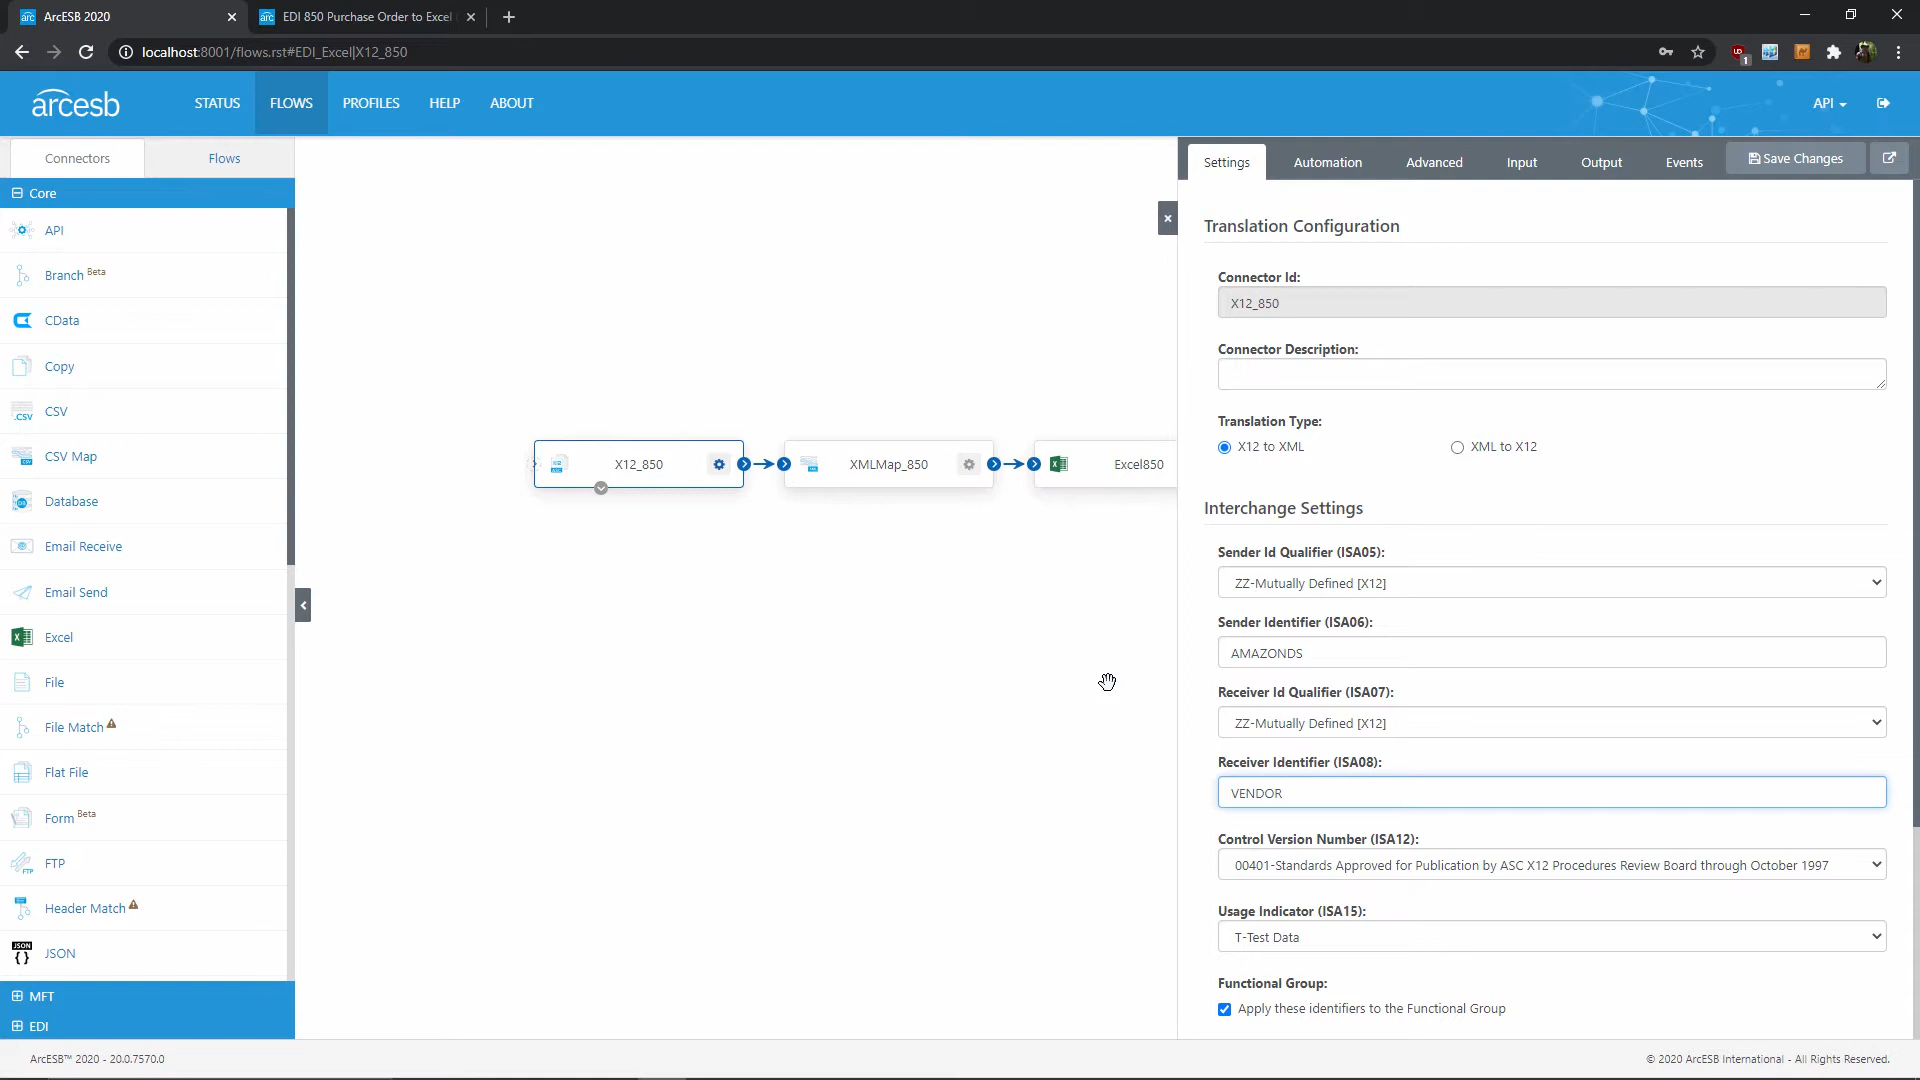 ArcESB 2020
EDI 850 Purchase Order to Excel
localhost:8001/flows.rst#EDI_Excel|X12_850
1
arcesb
STATUS
FLOWS
PROFILES
HELP
ABOUT
API
Connectors
Flows
Core
API
Branch Beta
CData
Copy
CSV
CSV Map
Database
Email Receive
Email Send
Excel
File
File Match
Flat File
Form Beta
FTP
Header Match
JSON
MFT
EDI
X12_850
XMLMap_850
Excel850
Settings
Automation
Advanced
Input
Output
Events
Save Changes
Translation Configuration
Connector Id:
X12_850
Connector Description:
Translation Type:
X12 to XML
XML to X12
Interchange Settings
Sender Id Qualifier (ISA05):
ZZ-Mutually Defined [X12]
Sender Identifier (ISA06):
AMAZONDS
Receiver Id Qualifier (ISA07):
ZZ-Mutually Defined [X12]
Receiver Identifier (ISA08):
VENDOR
Control Version Number (ISA12):
00401-Standards Approved for Publication by ASC X12 Procedures Review Board through October 1997
Usage Indicator (ISA15):
T-Test Data
Functional Group:
Apply these identifiers to the Functional Group
ArcESB™ 2020 - 20.0.7570.0
© 2020 ArcESB International - All Rights Reserved.